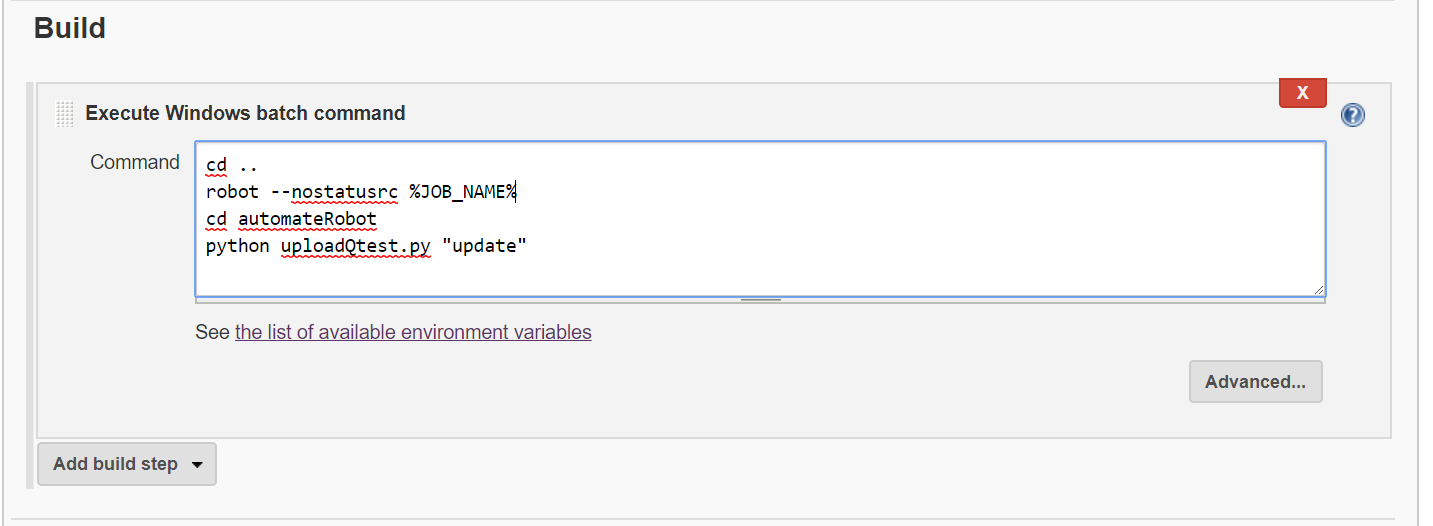 Build
X
Execute Windows batch command
Command
cd ..
robot --nostatusrc %JOB_NAME%
cd automateRobot
python uploadQtest.py "update"
See the list of available environment variables
Advanced...
Add build step